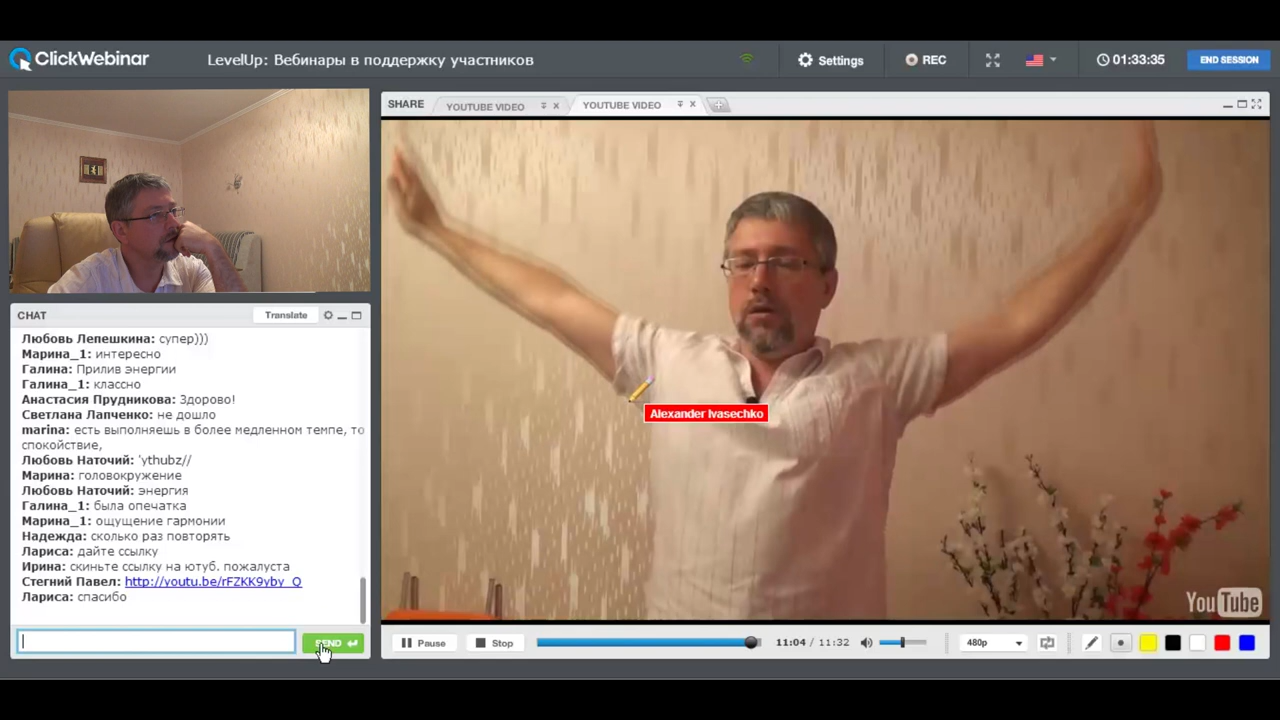 ClickWebinar
LevelUp: Вебинары в поддержку участников
Settings
REC
01:33:35
END SESSION
SHARE
YOUTUBE VIDEO
YOUTUBE VIDEO
CHAT
Translate
Любовь Лепешкина: супер)))
Марина_1: интересно
Галина: Прилив энергии
Галина_1: классно
Анастасия Прудникова: Здорово!
Светлана Лапченко: не дошло
marina: есть выполняешь в более медленном темпе, то
спокойствие,
Любовь Наточий: 'ythubz//
Марина: головокружение
Любовь Наточий: энергия
Галина_1: была опечатка
Марина_1: ощущение гармонии
Надежда: сколько раз повторять
Лариса: дайте ссылку
Ирина: скиньте ссылку на ютуб. пожалуста
Стегний Павел: http://youtu.be/rFZKK9yby_Q
Лариса: спасибо
SEND
Alexander Ivasechko
YouTube
Pause
Stop
11:04 / 11:32
480p